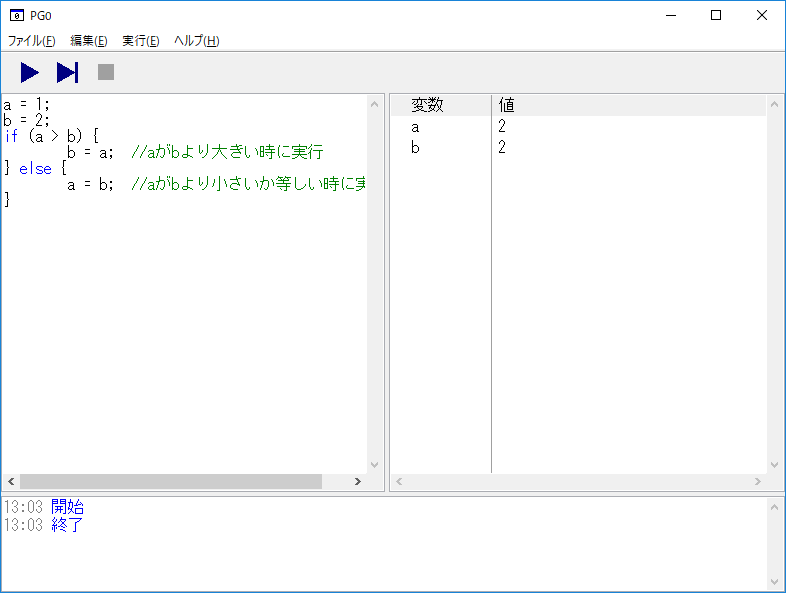 PG0
ファイル(F) 編集(E) 実行(E) ヘルプ(H)
a = 1;
b = 2;
if (a > b) {
b = a; //aがbより大きい時に実行
} else {
a = b; //aがbより小さいか等しい時に実
}
変数 値
a 2
b 2
13:03 開始
13:03 終了